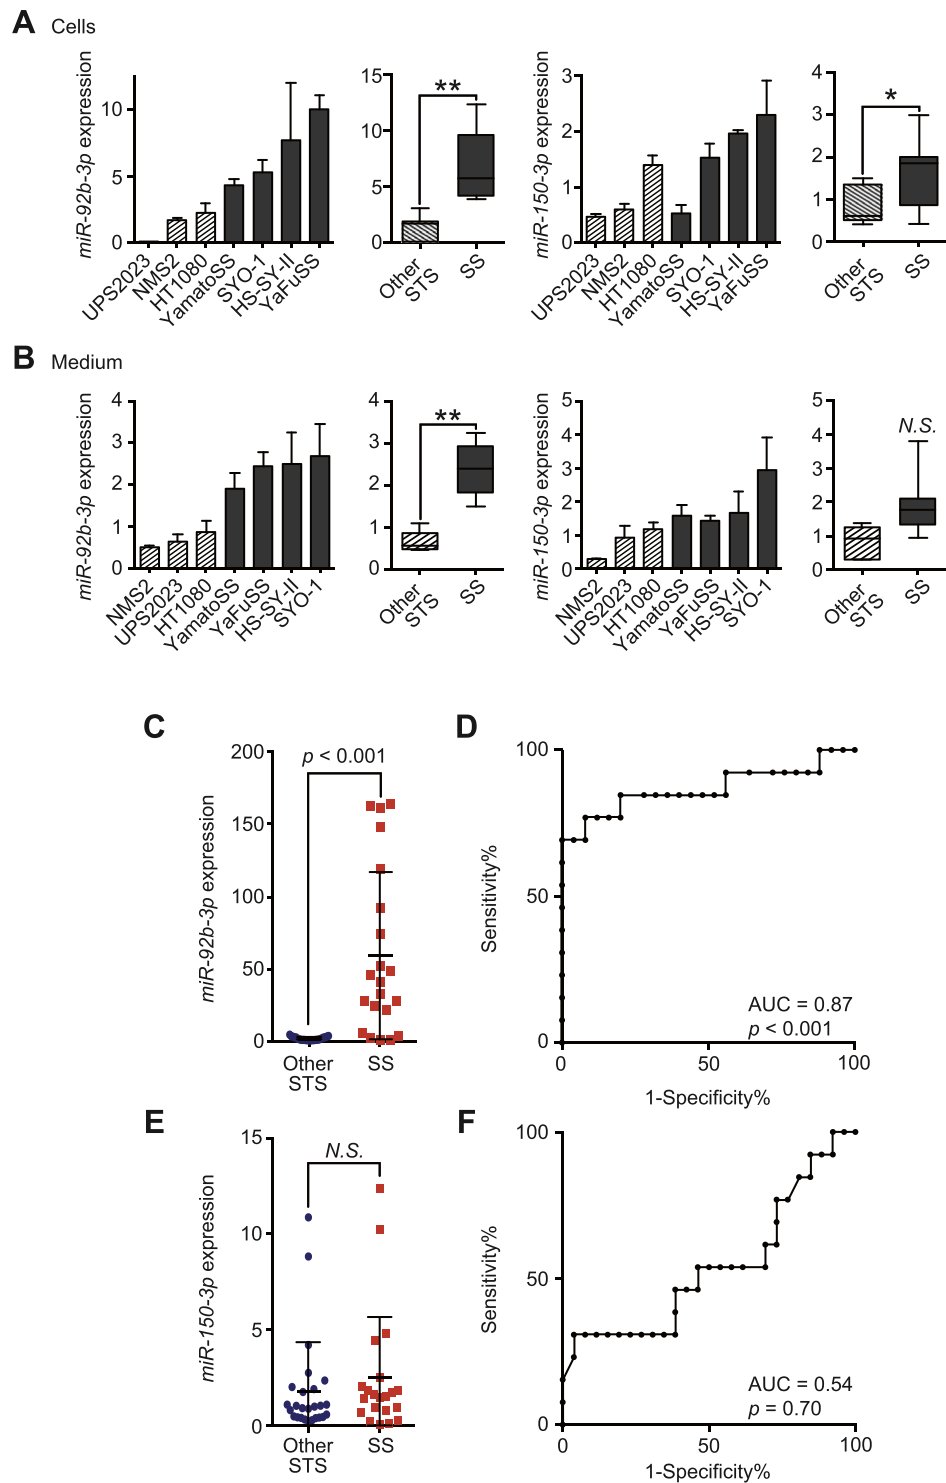 A Cells
miR-92b-3p expression
10
5
0
UPS2023
NMS2
HT1080
YamatoSS
SYO-1
HS-SY-II
YaFuSS
15
10
5
0
**
Other STS
SS
miR-150-3p expression
3
2
1
0
UPS2023
NMS2
HT1080
YamatoSS
SYO-1
HS-SY-II
YaFuSS
4
3
2
1
0
*
Other STS
SS
B Medium
miR-92b-3p expression
4
3
2
1
0
NMS2
UPS2023
HT1080
YamatoSS
YaFuSS
HS-SY-II
SYO-1
4
3
2
1
0
**
Other STS
SS
miR-150-3p expression
5
4
3
2
1
0
NMS2
UPS2023
HT1080
YamatoSS
YaFuSS
HS-SY-II
SYO-1
5
4
3
2
1
0
N.S.
Other STS
SS
C
miR-92b-3p expression
200
150
100
50
0
p < 0.001
Other
STS
SS
D
Sensitivity%
100
50
0
AUC = 0.87
p < 0.001
0
50
100
1-Specificity%
E
miR-150-3p expression
15
10
5
0
N.S.
Other
STS
SS
F
Sensitivity%
100
50
0
AUC = 0.54
p = 0.70
0
50
100
1-Specificity%